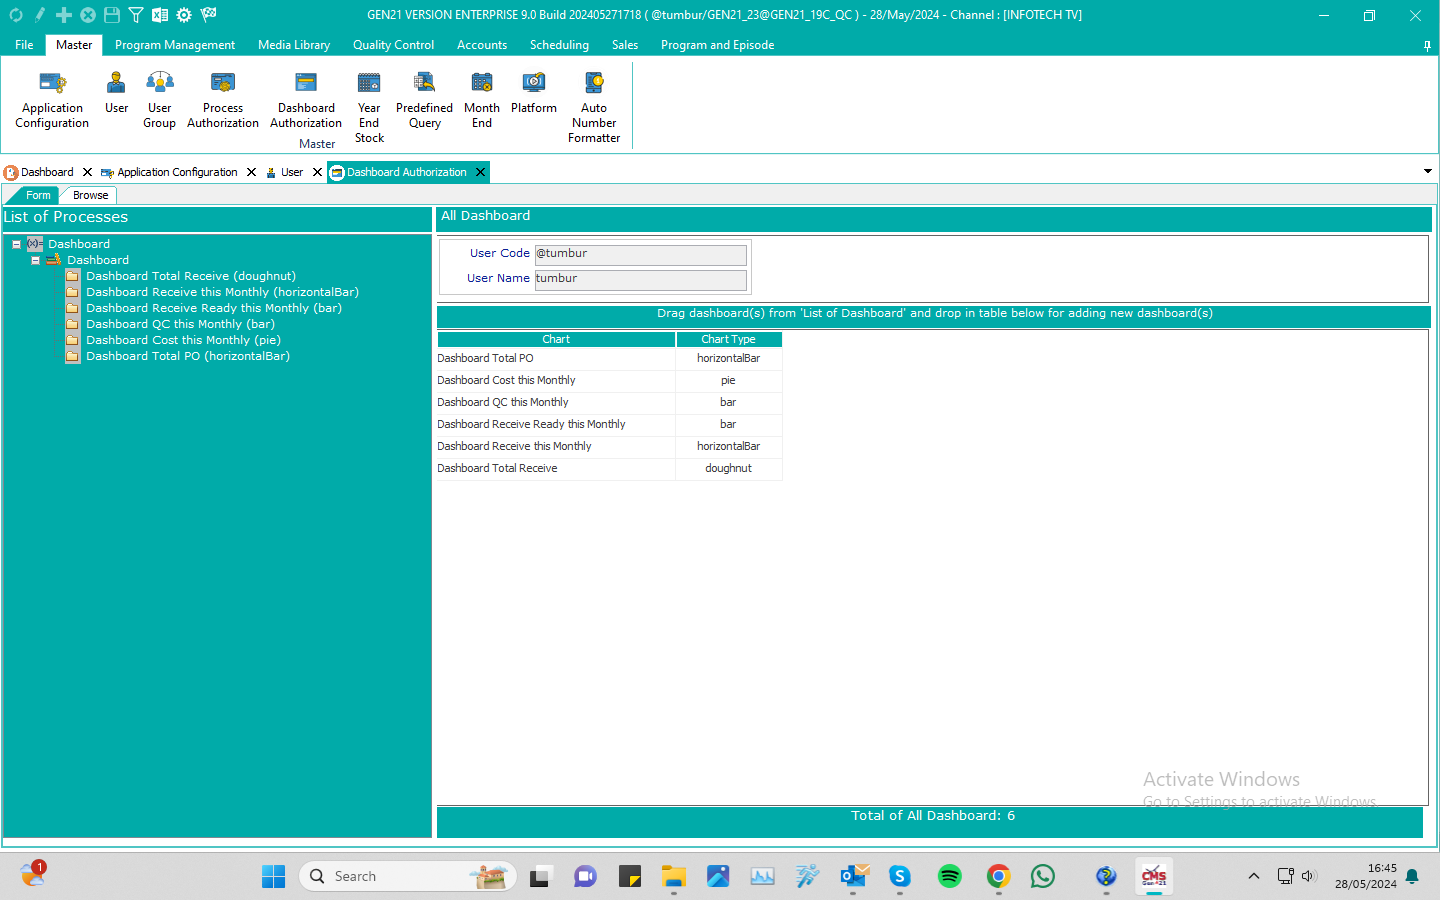 GEN21 VERSION ENTERPRISE 9.0 Build 202405271718 ( @tumbur/GEN21_23@GEN21_19C_QC ) - 28/May/2024 - Channel : [INFOTECH TV]
File Master Program Management Media Library Quality Control Accounts Scheduling Sales Program and Episode
Application Configuration
User
User Group
Process Authorization
Dashboard Authorization
Year End Stock
Predefined Query
Month End
Platform
Auto Number Formatter
Master
Dashboard Application Configuration User Dashboard Authorization
Form Browse
List of Processes
(x)= Dashboard
Dashboard
Dashboard Total Receive (doughnut)
Dashboard Receive this Monthly (horizontalBar)
Dashboard Receive Ready this Monthly (bar)
Dashboard QC this Monthly (bar)
Dashboard Cost this Monthly (pie)
Dashboard Total PO (horizontalBar)
All Dashboard
User Code @tumbur
User Name tumbur
Drag dashboard(s) from 'List of Dashboard' and drop in table below for adding new dashboard(s)
Chart Chart Type
Dashboard Total PO horizontalBar
Dashboard Cost this Monthly pie
Dashboard QC this Monthly bar
Dashboard Receive Ready this Monthly bar
Dashboard Receive this Monthly horizontalBar
Dashboard Total Receive doughnut
Activate Windows
Go to Settings to activate Windows.
Total of All Dashboard: 6
1
Search
CMS
Gen 21
16:45
28/05/2024